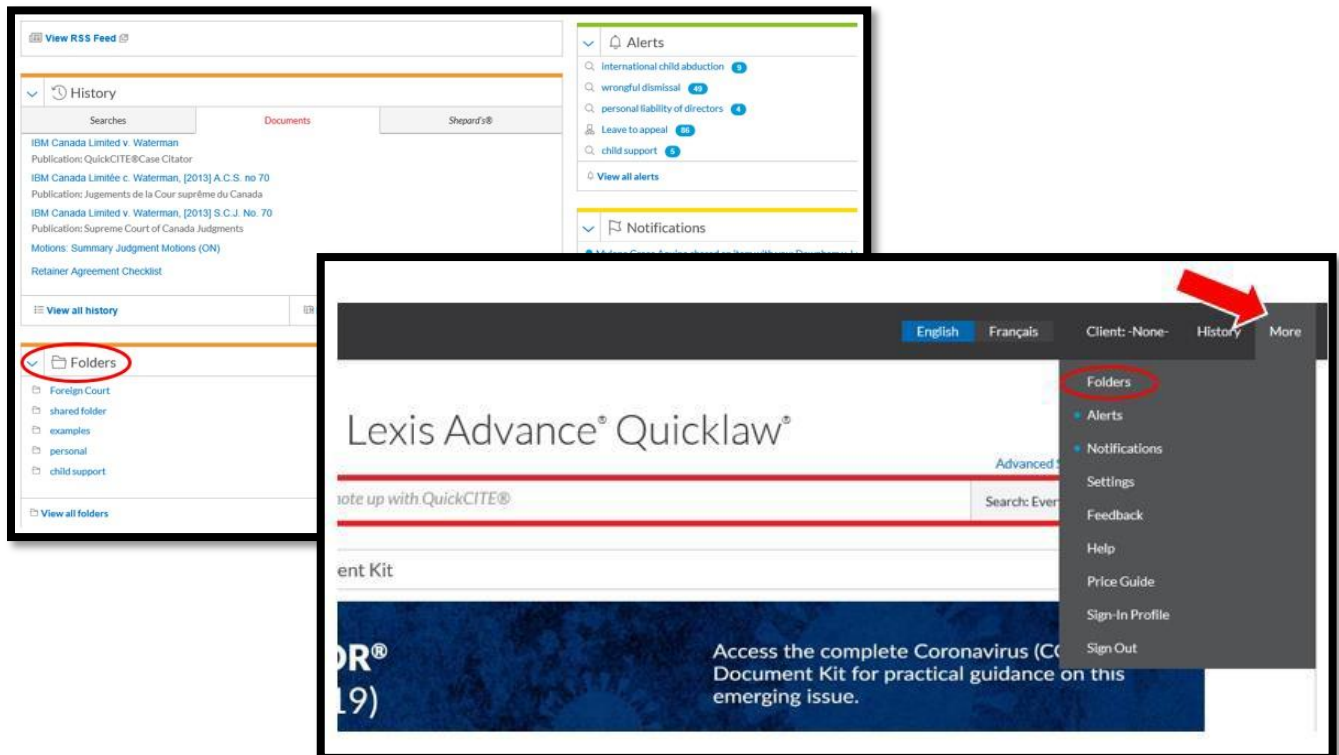 View RSS Feed
History
Searches Documents Shepard's®
IBM Canada Limited v. Waterman
Publication: QuickCITE®Case Citator
IBM Canada Limitée c. Waterman, [2013] A.C.S. no 70
Publication: Jugements de la Cour suprême du Canada
IBM Canada Limited v. Waterman, [2013] S.C.J. No. 70
Publication: Supreme Court of Canada Judgments
Motions: Summary Judgment Motions (ON)
Retainer Agreement Checklist
View all history
Folders
Foreign Court
shared folder
examples
personal
child support
View all folders
Alerts
international child abduction 9
wrongful dismissal 49
personal liability of directors 4
Leave to appeal 86
child support 5
View all alerts
Notifications
English Français Client: -None- History More
Folders
Alerts
Notifications
Settings
Feedback
Help
Price Guide
Sign-In Profile
Sign Out
Lexis Advance® Quicklaw®
Advanced
note up with QuickCITE®
Search: Ever
ent Kit
OR®
19)
Access the complete Coronavirus (CO
Document Kit for practical guidance on this
emerging issue.